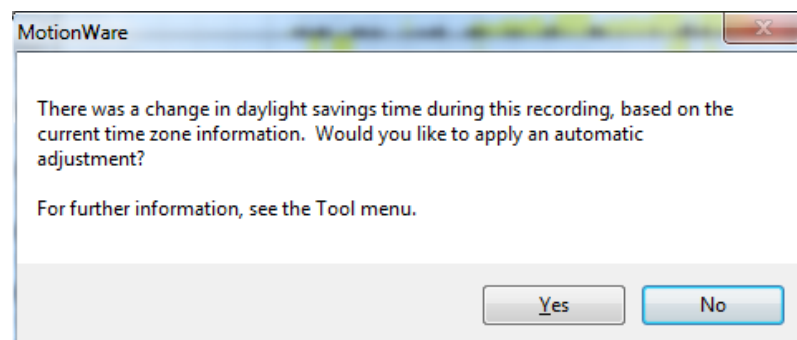 MotionWare
There was a change in daylight savings time during this recording, based on the
current time zone information.  Would you like to apply an automatic
adjustment?
For further information, see the Tool menu.
Yes
No